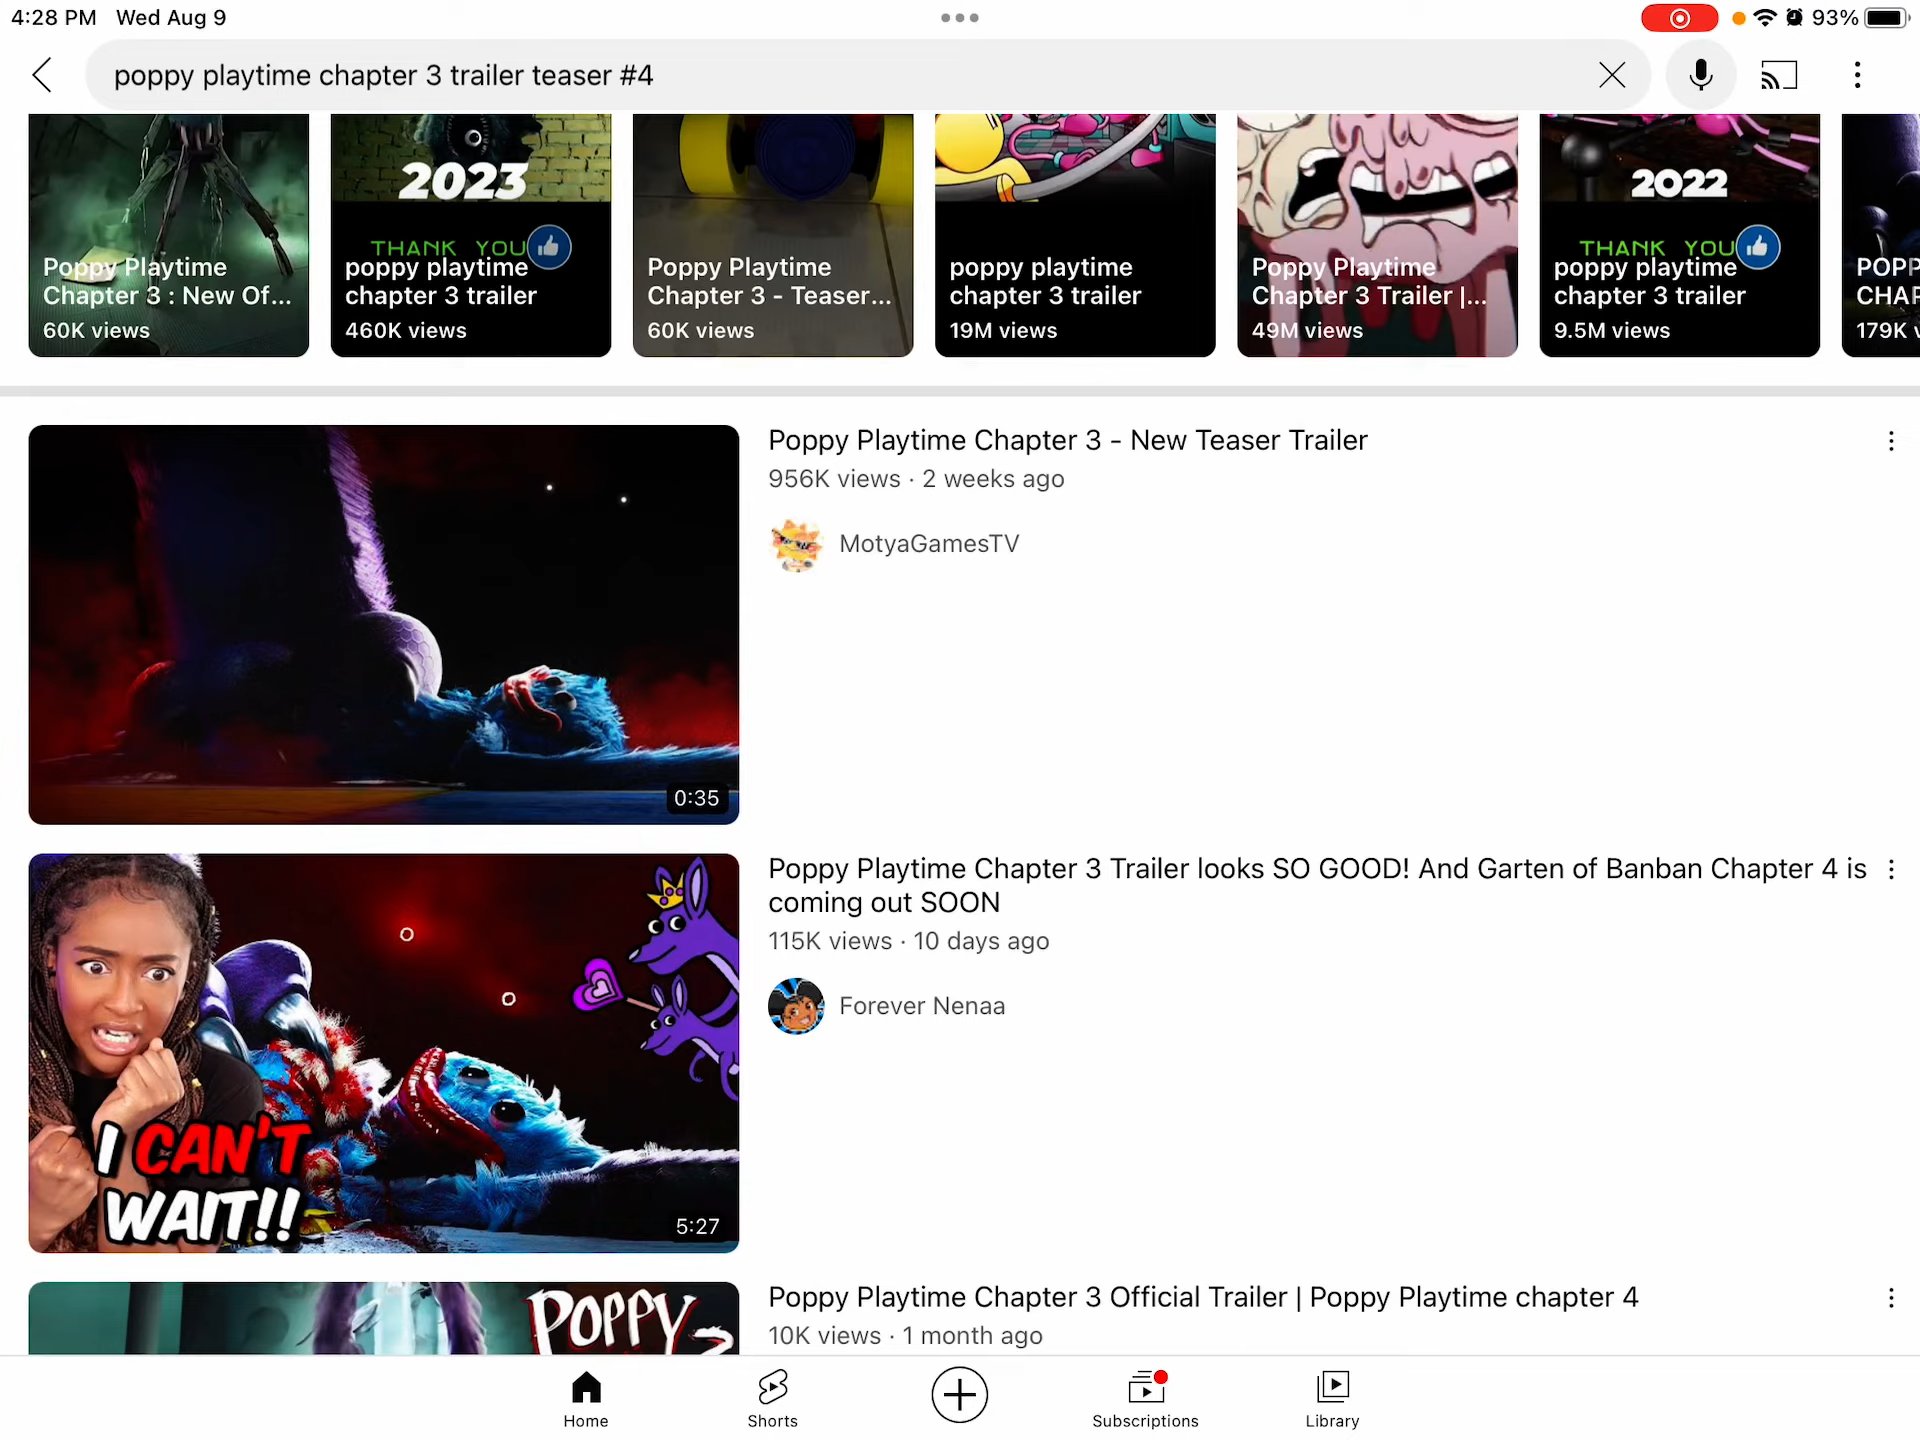 4:28 PM Wed Aug 9
93%
poppy playtime chapter 3 trailer teaser #4
Poppy Playtime
Chapter 3 : New Of...
60K views
2023
THANK YOU
poppy playtime
chapter 3 trailer
460K views
Poppy Playtime
Chapter 3 - Teaser...
60K views
poppy playtime
chapter 3 trailer
19M views
Poppy Playtime
Chapter 3 Trailer |...
49M views
2022
THANK YOU
poppy playtime
chapter 3 trailer
9.5M views
POPP
CHAP
179K v
0:35
Poppy Playtime Chapter 3 - New Teaser Trailer
956K views · 2 weeks ago
MotyaGamesTV
I CAN'T
WAIT!!
5:27
Poppy Playtime Chapter 3 Trailer looks SO GOOD! And Garten of Banban Chapter 4 is
coming out SOON
115K views · 10 days ago
Forever Nenaa
POPPY
Poppy Playtime Chapter 3 Official Trailer | Poppy Playtime chapter 4
10K views · 1 month ago
Home
Shorts
Subscriptions
Library